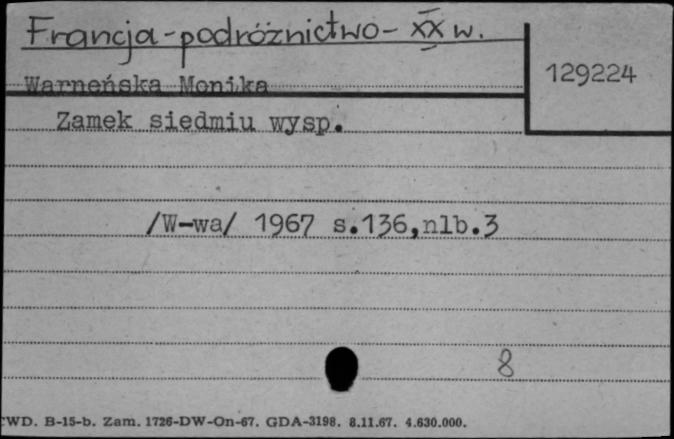 Francja-podróżnictwo-XX w.
129224
Warneńska Monika
Zamek siedmiu wysp.
/W-wa/ 1967 s.136,nlb.3
8
CWD. B-15-b. Zam. 1726-DW-On-67. GDA-3198. 8.11.67. 4.630.000.